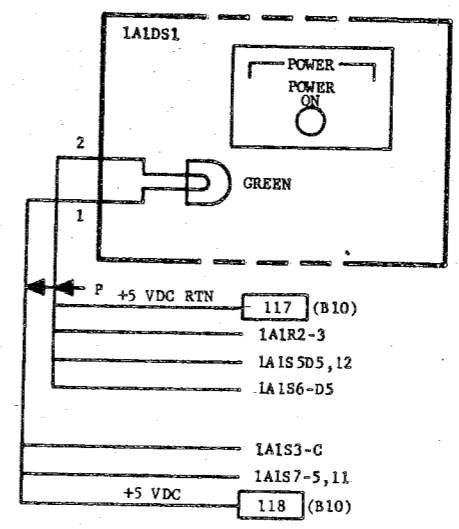 1A1DS1
POWER
POWER
ON
2
GREEN
1
P
+5 VDC RTN
117 (B10)
1A1R2-3
1A1S5D5,12
1A1S6-D5
1A1S3-C
1A1S7-5,11
+5 VDC
118 (B10)